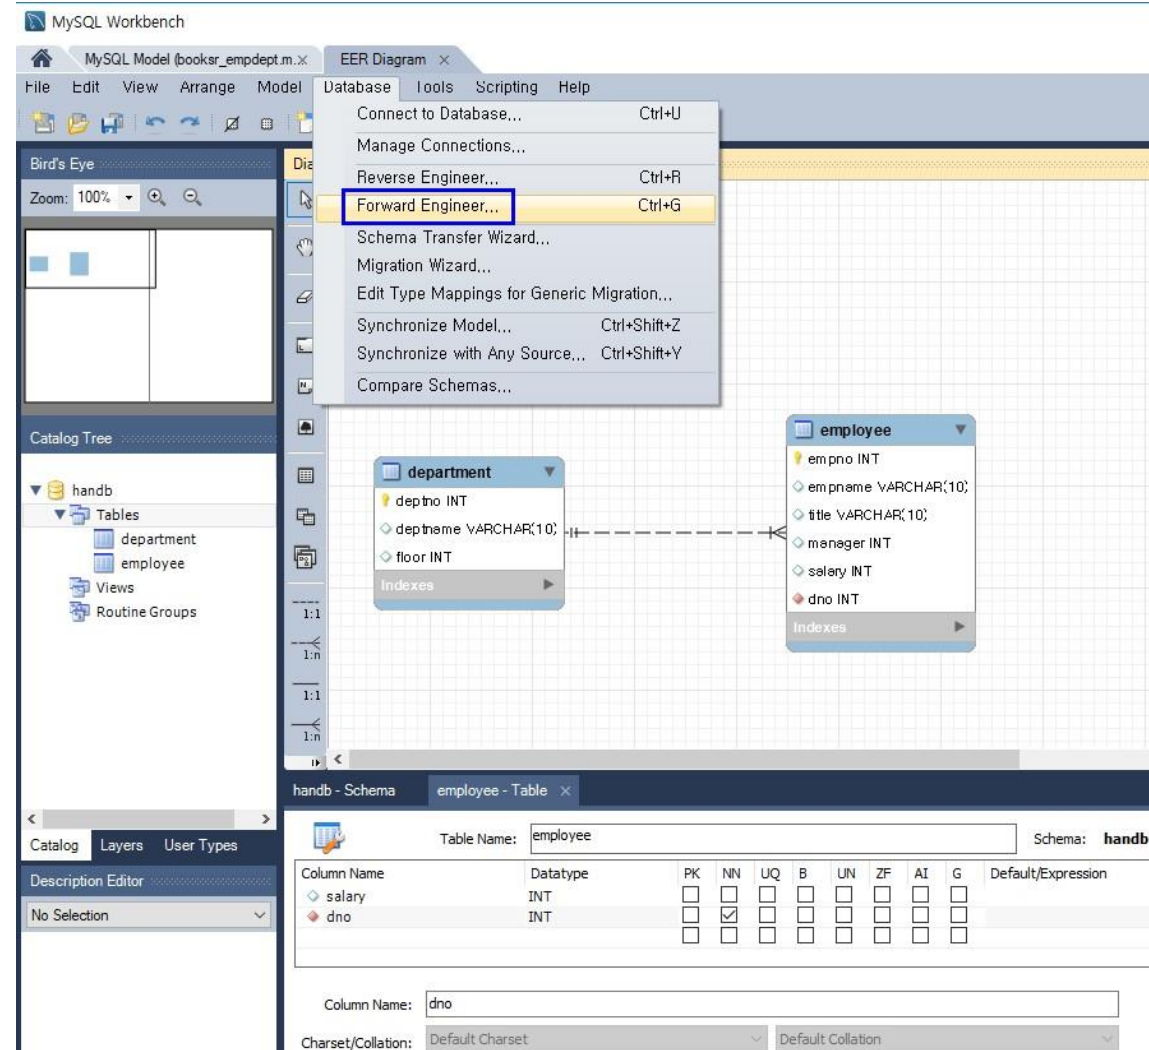 MySQL Workbench
MySQL Model (booksr_empdept.m.× EER Diagram ×
File Edit View Arrange Model Database Tools Scripting Help
Connect to Database... Ctrl+U
Manage Connections...
Reverse Engineer... Ctrl+R
Forward Engineer... Ctrl+G
Schema Transfer Wizard...
Migration Wizard...
Edit Type Mappings for Generic Migration...
Synchronize Model... Ctrl+Shift+Z
Synchronize with Any Source... Ctrl+Shift+Y
Compare Schemas...
Bird's Eye
Zoom: 100%
Dia
Catalog Tree
handb
Tables
department
employee
Views
Routine Groups
1:1
1:n
1:1
1:n
department
deptno INT
deptname VARCHAR(10)
floor INT
Indexes
employee
empno INT
empname VARCHAR(10)
title VARCHAR(10)
manager INT
salary INT
dno INT
Indexes
Catalog Layers User Types
Description Editor
No Selection
handb - Schema employee - Table ×
Table Name: employee Schema: handb
Column Name Datatype PK NN UQ B UN ZF AI G Default/Expression
salary INT
dno INT
Column Name: dno
Charset/Collation: Default Charset Default Collation